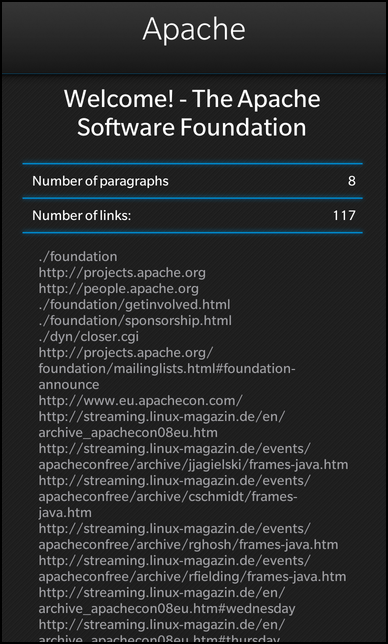 Apache
Welcome! - The Apache
Software Foundation
Number of paragraphs 8
Number of links: 117
./foundation
http://projects.apache.org
http://people.apache.org
./foundation/getinvolved.html
./foundation/sponsorship.html
./dyn/closer.cgi
http://projects.apache.org/
foundation/mailinglists.html#foundation-
announce
http://www.eu.apachecon.com/
http://streaming.linux-magazin.de/en/
archive_apachecon08eu.htm
http://streaming.linux-magazin.de/events/
apacheconfree/archive/jjagielski/frames-java.htm
http://streaming.linux-magazin.de/events/
apacheconfree/archive/cschmidt/frames-
java.htm
http://streaming.linux-magazin.de/events/
apacheconfree/archive/rghosh/frames-java.htm
http://streaming.linux-magazin.de/events/
apacheconfree/archive/rfielding/frames-java.htm
http://streaming.linux-magazin.de/en/
archive_apachecon08eu.htm#wednesday
http://streaming.linux-magazin.de/en/
archive_apachecon08eu.htm#thursday